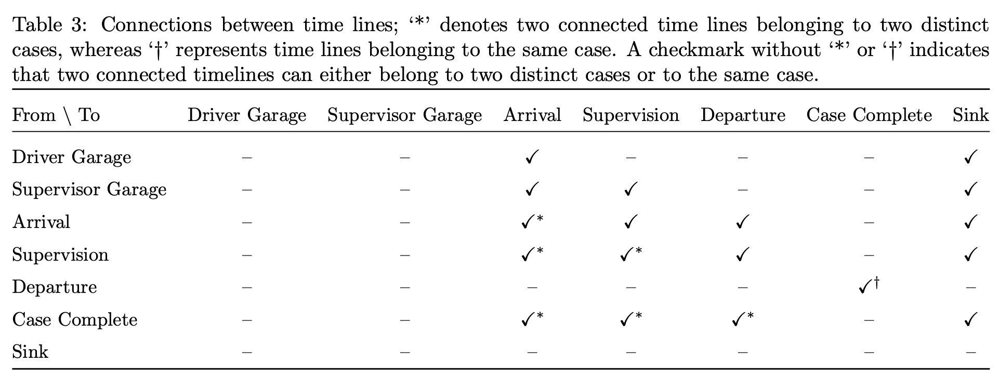 Table 3: Connections between time lines; ‘*’ denotes two connected time lines belonging to two distinct
cases, whereas ‘†’ represents time lines belonging to the same case. A checkmark without ‘*’ or ‘†’ indicates
that two connected timelines can either belong to two distinct cases or to the same case.
From \ To Driver Garage Supervisor Garage Arrival Supervision Departure Case Complete Sink
Driver Garage – – ✓ – – – ✓
Supervisor Garage – – ✓ ✓ – – ✓
Arrival – – ✓* ✓ ✓ – ✓
Supervision – – ✓* ✓* ✓ – ✓
Departure – – – – – ✓† –
Case Complete – – ✓* ✓* ✓* – ✓
Sink – – – – – – –